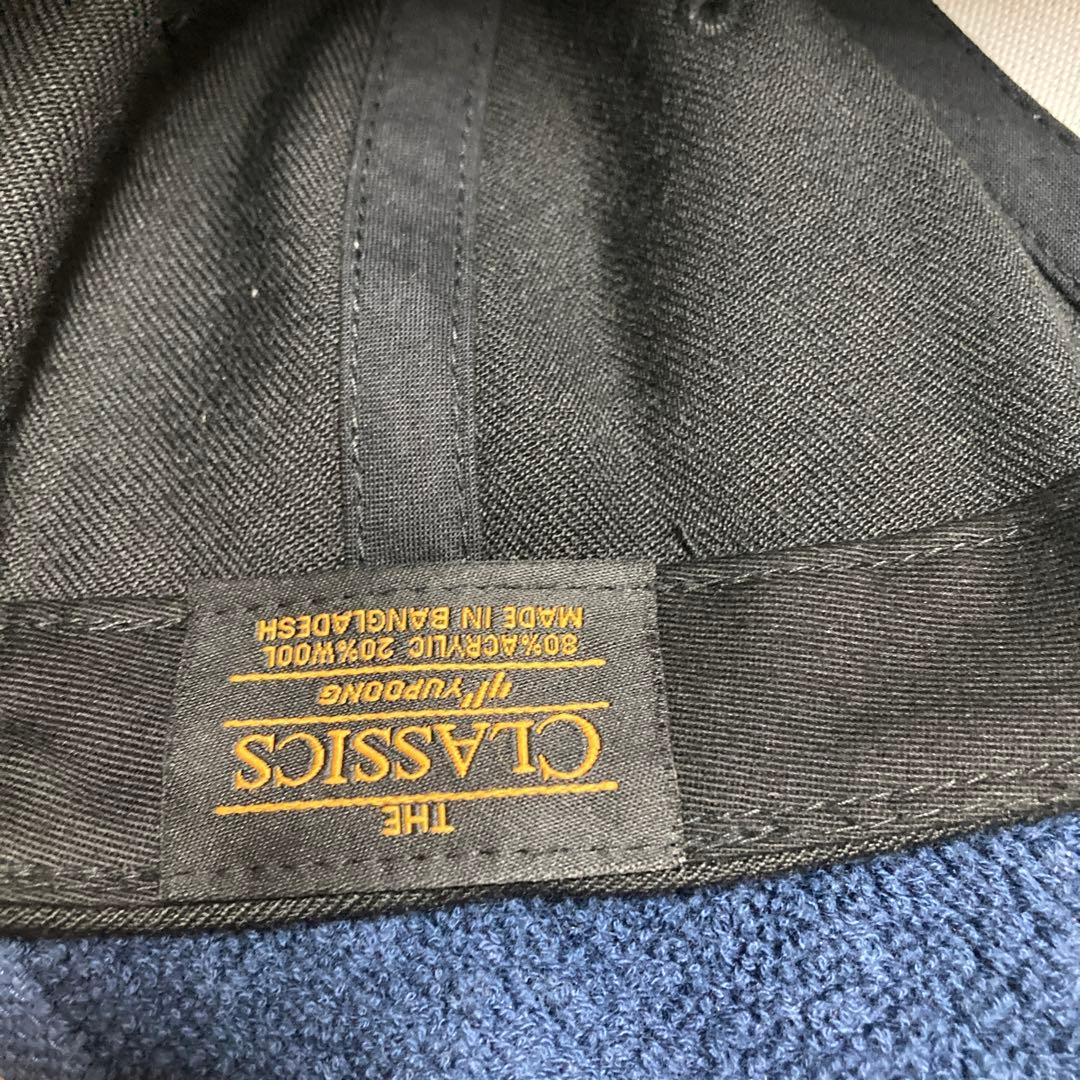 THE
CLASSICS
YUPOONG
80%ACRYLIC 20%WOOL
MADE IN BANGLADESH